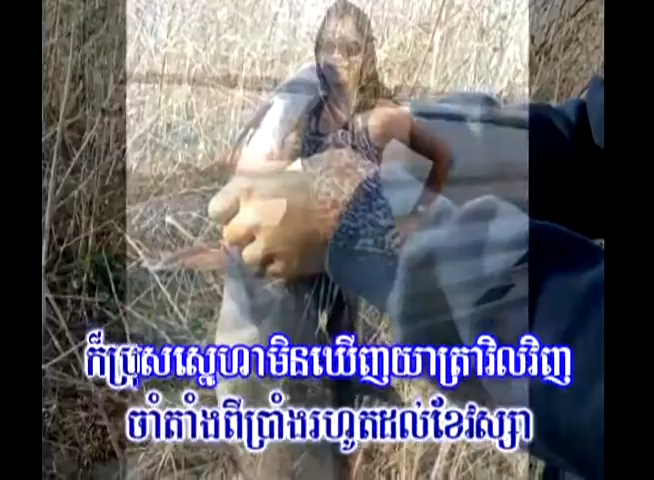 ក៏ប្រុសស្នេហាមិនឃើញយាត្រាវិលវិញ
ចាំតាំងពីប្រាំងរហូតដល់ខែវស្សា